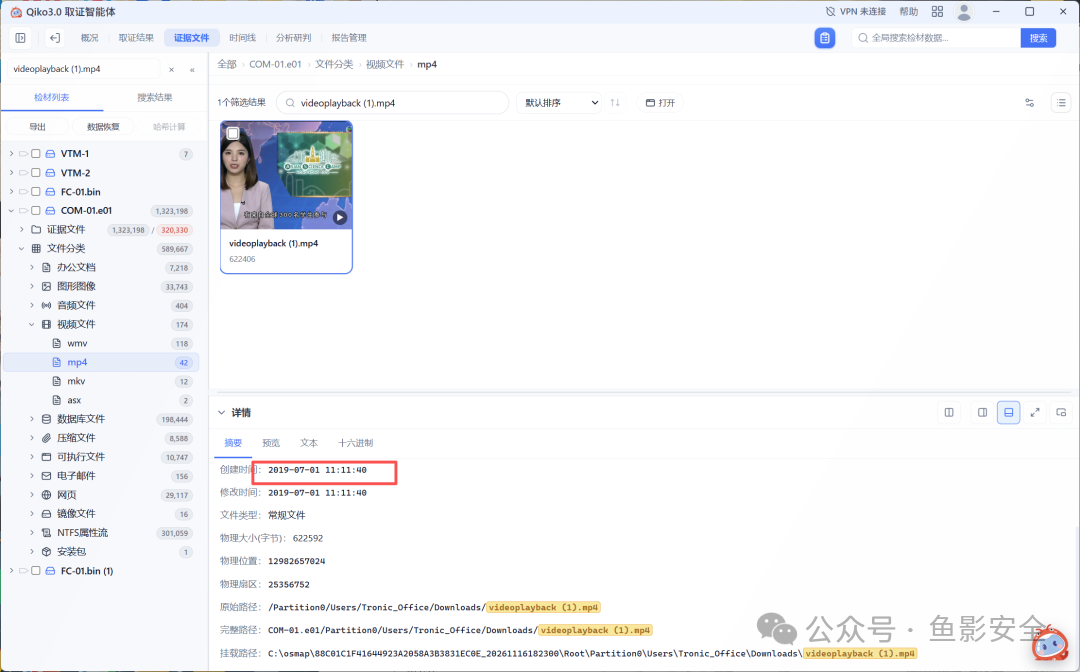 Qiko3.0 取证智能体
VPN 未连接 帮助
概况 取证结果 证据文件 时间线 分析研判 报告管理 全局搜索检材数据... 搜索
videoplayback (1).mp4 × «
全部 › COM-01.e01 › 文件分类 › 视频文件 › mp4
检材列表 搜索结果
1个筛选结果 videoplayback (1).mp4 默认排序 打开
导出 数据恢复 哈希计算
VTM-1 7
VTM-2
FC-01.bin
COM-01.e01 1,323,198
证据文件 1,323,198 / 320,330
文件分类 589,667
办公文档 7,218
图形图像 33,743
音频文件 404
视频文件 174
wmv 118
mp4 42
mkv 12
asx 2
数据库文件 198,444
压缩文件 8,588
可执行文件 10,747
电子邮件 156
网页 29,117
镜像文件 16
NTFS属性流 301,059
安装包 1
FC-01.bin (1)
有来自全球300名学生参与
videoplayback (1).mp4
622406
详情
摘要 预览 文本 十六进制
创建时间: 2019-07-01 11:11:40
修改时间: 2019-07-01 11:11:40
文件类型: 常规文件
物理大小(字节): 622592
物理位置: 12982657024
物理扇区: 25356752
原始路径: /Partition0/Users/Tronic_Office/Downloads/videoplayback (1).mp4
完整路径: COM-01.e01/Partition0/Users/Tronic_Office/Downloads/videoplayback (1).mp4
挂载路径: C:\osmap\88C01C1F41644923A2058A3B3831EC0E_20261116182300\Root\Partition0\Users\Tronic_Office\Downloads\videoplayback (1).mp4
公众号 · 鱼影安全